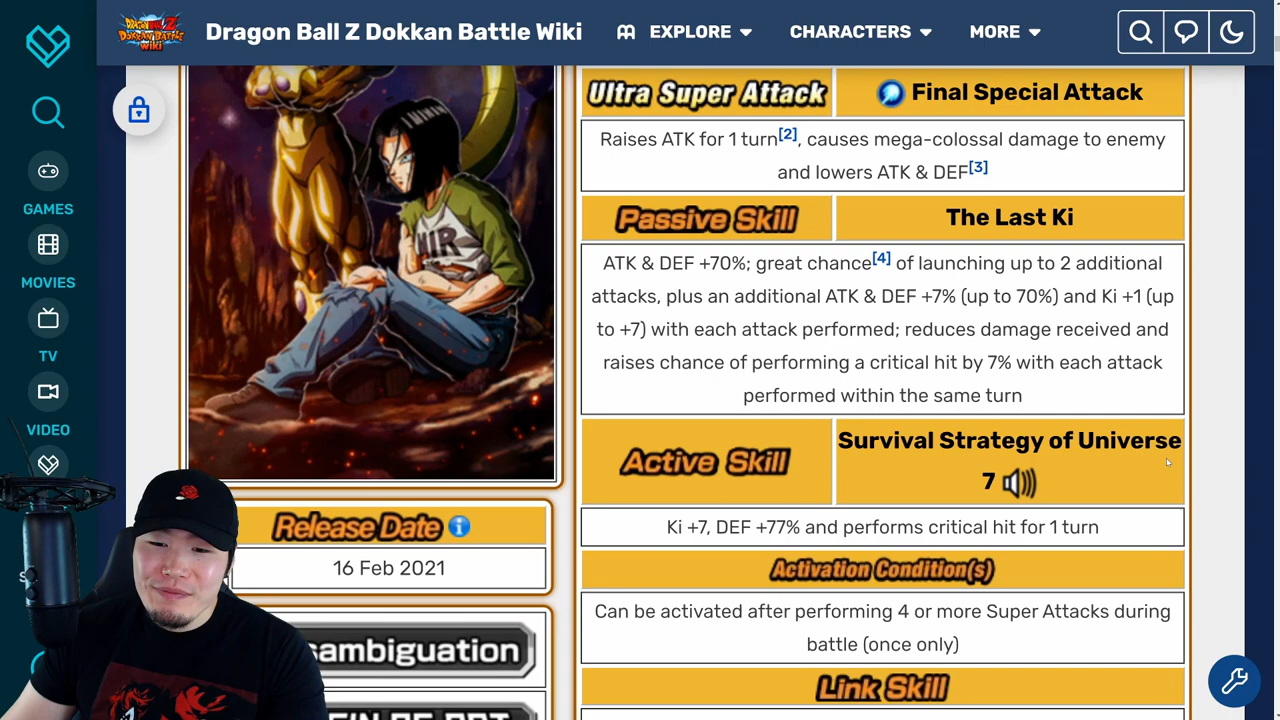 DRAGON BALL Z DOKKAN BATTLE WIKI
Dragon Ball Z Dokkan Battle Wiki
EXPLORE
CHARACTERS
MORE
GAMES
MOVIES
TV
VIDEO
MIR
Ultra Super Attack
Final Special Attack
Raises ATK for 1 turn[2], causes mega-colossal damage to enemy
and lowers ATK & DEF[3]
Passive Skill
The Last Ki
ATK & DEF +70%; great chance[4] of launching up to 2 additional
attacks, plus an additional ATK & DEF +7% (up to 70%) and Ki +1 (up
to +7) with each attack performed; reduces damage received and
raises chance of performing a critical hit by 7% with each attack
performed within the same turn
Active Skill
Survival Strategy of Universe
7
Ki +7, DEF +77% and performs critical hit for 1 turn
Activation Condition(s)
Can be activated after performing 4 or more Super Attacks during
battle (once only)
Link Skill
Release Date
16 Feb 2021
sambiguation